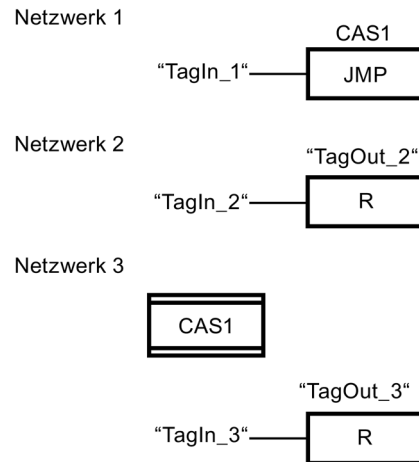 Netzwerk 1
CAS1
“TagIn_1“
JMP
Netzwerk 2
“TagOut_2“
“TagIn_2“
R
Netzwerk 3
CAS1
“TagOut_3“
“TagIn_3“
R